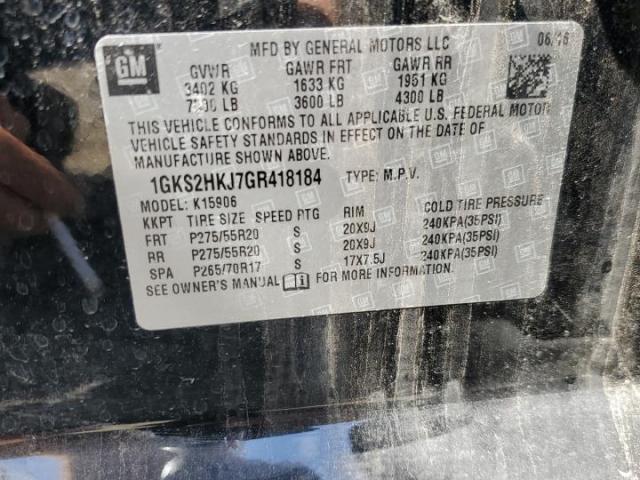 GM
MFD BY GENERAL MOTORS LLC 06/16
GVWR GAWR FRT GAWR RR
3402 KG 1633 KG 1951 KG
7500 LB 3600 LB 4300 LB
THIS VEHICLE CONFORMS TO ALL APPLICABLE U.S. FEDERAL MOTOR
VEHICLE SAFETY STANDARDS IN EFFECT ON THE DATE OF
MANUFACTURE SHOWN ABOVE.
1GKS2HKJ7GR418184 TYPE: M.P.V.
MODEL: K15906
KKPT TIRE SIZE SPEED RTG RIM COLD TIRE PRESSURE
FRT P275/55R20 S 20X9J 240KPA(35PSI)
RR P275/55R20 S 20X9J 240KPA(35PSI)
SPA P265/70R17 S 17X7.5J 240KPA(35PSI)
SEE OWNER'S MANUAL FOR MORE INFORMATION.